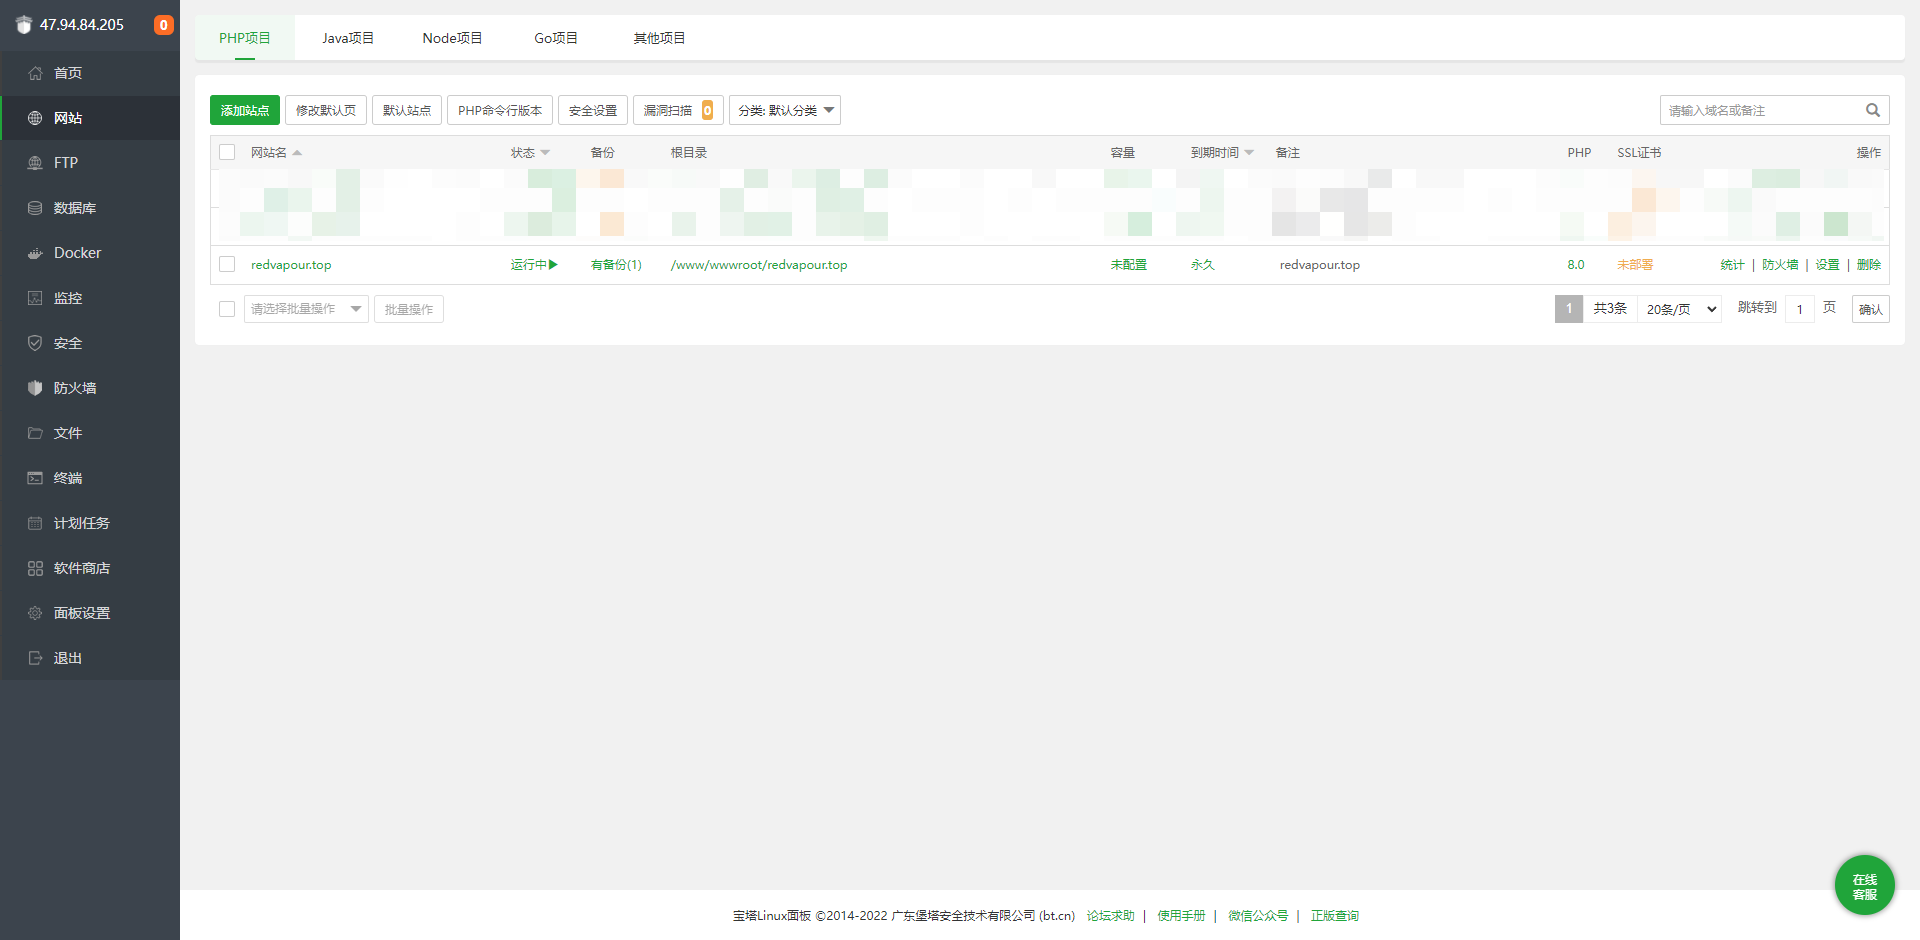 47.94.84.205 0
首页
网站
FTP
数据库
Docker
监控
安全
防火墙
文件
终端
计划任务
软件商店
面板设置
退出
PHP项目 Java项目 Node项目 Go项目 其他项目
添加站点 修改默认页 默认站点 PHP命令行版本 安全设置 漏洞扫描 0 分类: 默认分类 请输入域名或备注
网站名 状态 备份 根目录 容量 到期时间 备注 PHP SSL证书 操作
redvapour.top 运行中 有备份(1) /www/wwwroot/redvapour.top 未配置 永久 redvapour.top 8.0 未部署 统计 | 防火墙 | 设置 | 删除
请选择批量操作 批量操作 1 共3条 20条/页 跳转到 1 页 确认
在线
客服
宝塔Linux面板 ©2014-2022 广东堡塔安全技术有限公司 (bt.cn) 论坛求助 | 使用手册 | 微信公众号 | 正版查询